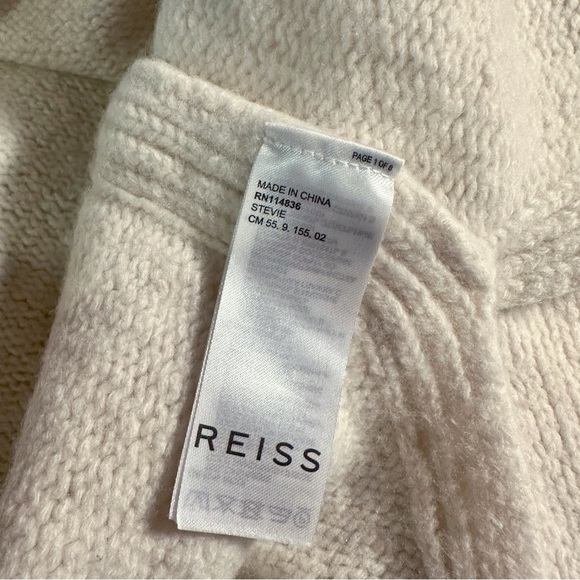 PAGE 1 OF 8
MADE IN CHINA
RN114836
STEVIE
CM 55. 9. 155. 02
REISS